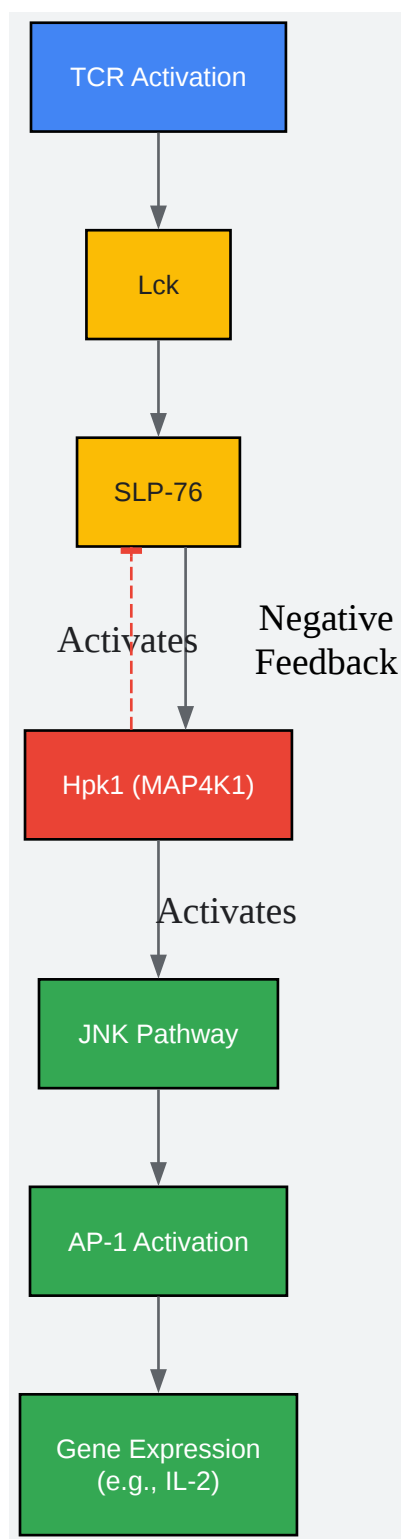 TCR Activation
Lck
SLP-76
Activates
Negative
Feedback
Hpk1 (MAP4K1)
Activates
JNK Pathway
AP-1 Activation
Gene Expression
(e.g., IL-2)